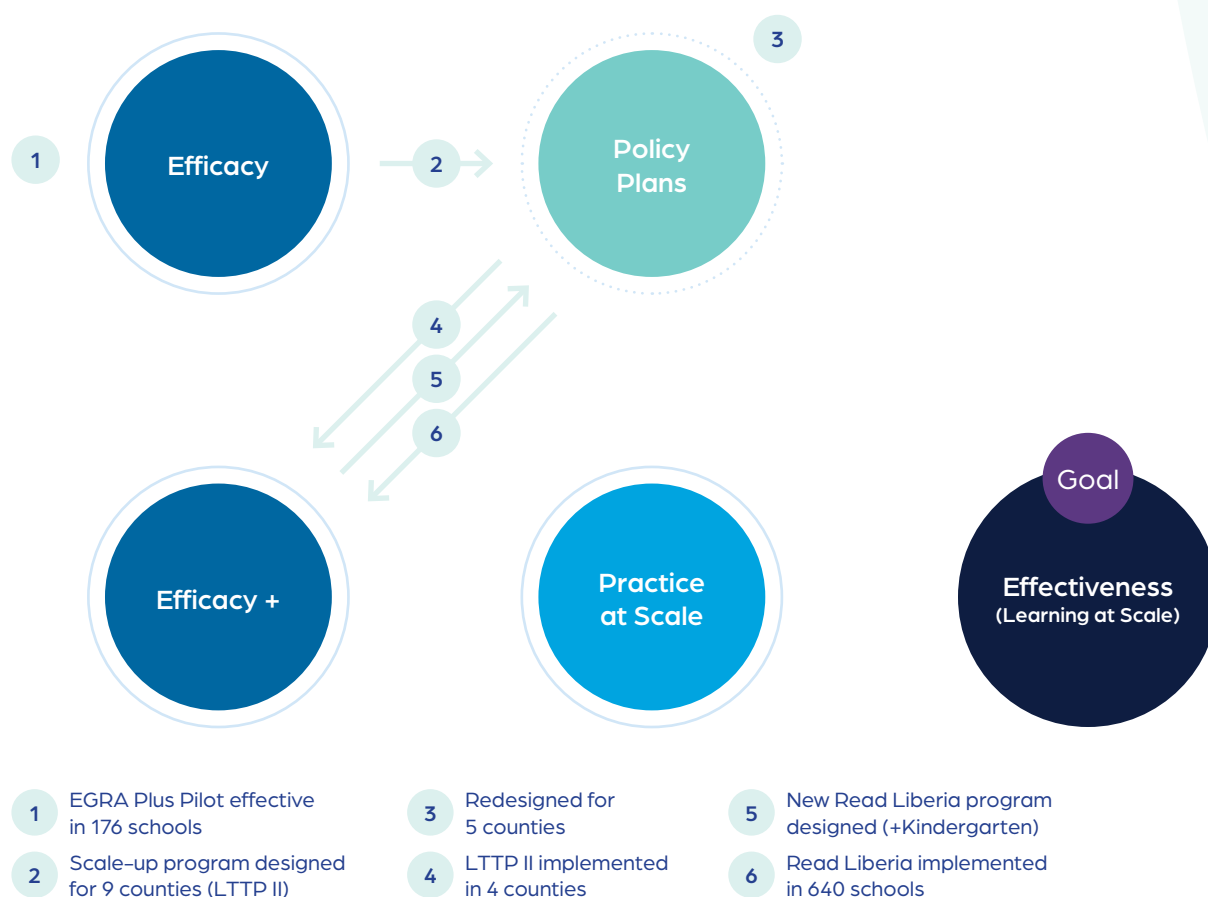 3
1
Efficacy
2
Policy
Plans
4
5
6
Goal
Efficacy +
Practice
at Scale
Effectiveness
(Learning at Scale)
1 EGRA Plus Pilot effective
in 176 schools
2 Scale-up program designed
for 9 counties (LTTP II)
3 Redesigned for
5 counties
4 LTTP II implemented
in 4 counties
5 New Read Liberia program
designed (+Kindergarten)
6 Read Liberia implemented
in 640 schools